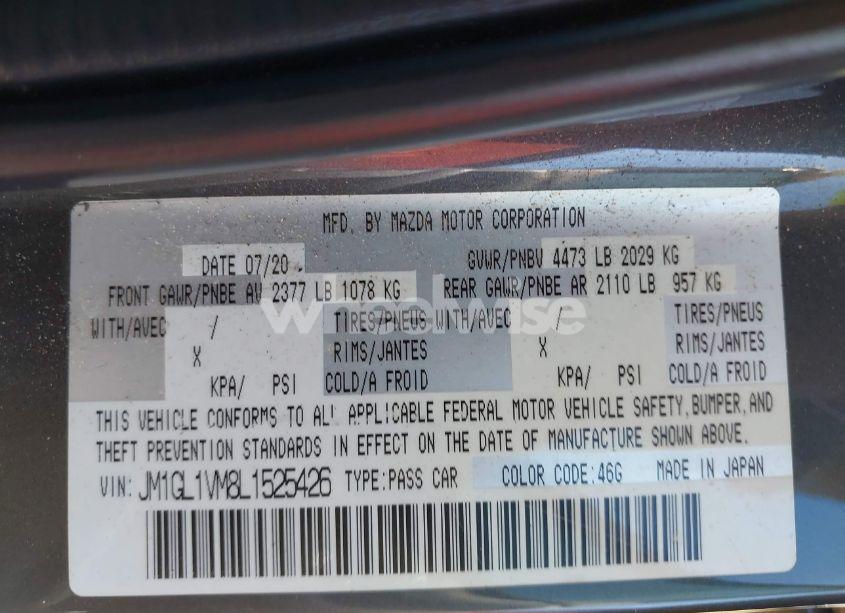 MFD. BY MAZDA MOTOR CORPORATION
DATE 07/20 GVWR/PNBV 4473 LB 2029 KG
FRONT GAWR/PNBE AV 2377 LB 1078 KG REAR GAWR/PNBE AR 2110 LB 957 KG
WITH/AVEC / TIRES/PNEUS WITH/AVEC / TIRES/PNEUS
X RIMS/JANTES X RIMS/JANTES
KPA/ PSI COLD/A FROID KPA/ PSI COLD/A FROID
THIS VEHICLE CONFORMS TO ALL APPLICABLE FEDERAL MOTOR VEHICLE SAFETY, BUMPER, AND
THEFT PREVENTION STANDARDS IN EFFECT ON THE DATE OF MANUFACTURE SHOWN ABOVE.
VIN: JM1GL1VM8L1525426 TYPE:PASS CAR COLOR CODE:46G MADE IN JAPAN
wheelwise